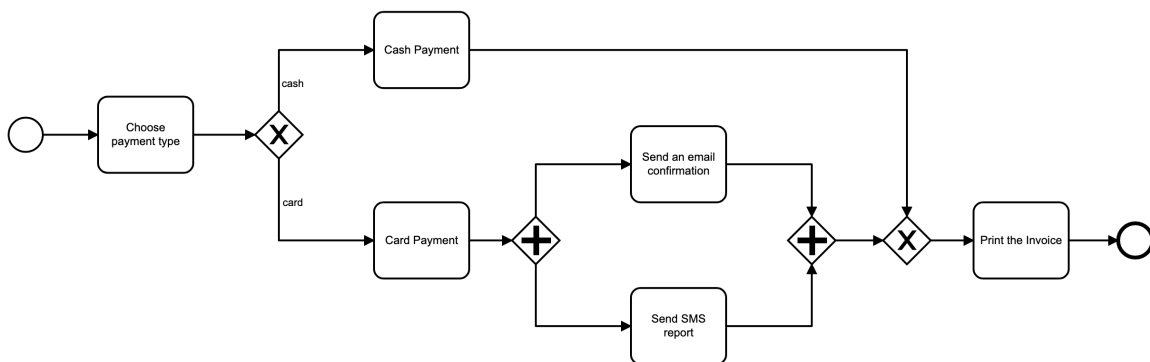 Cash Payment
cash
Choose
payment type
Send an email
confirmation
card
Card Payment
Print the Invoice
Send SMS
report